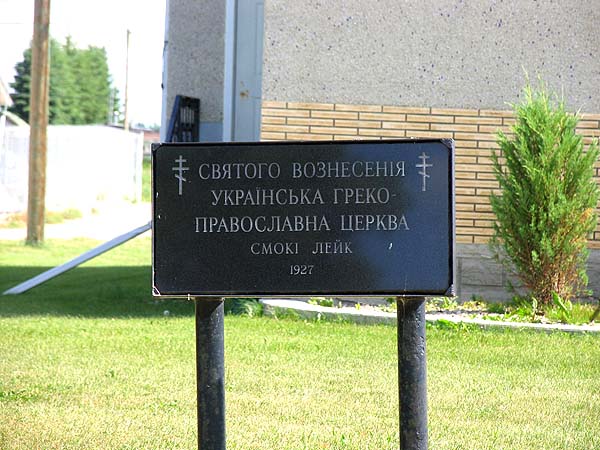 СВЯТОГО ВОЗНЕСЕНІЯ
УКРАЇНСЬКА ГРЕКО-
ПРАВОСЛАВНА ЦЕРКВА
СМОКІ ЛЕЙК
1927